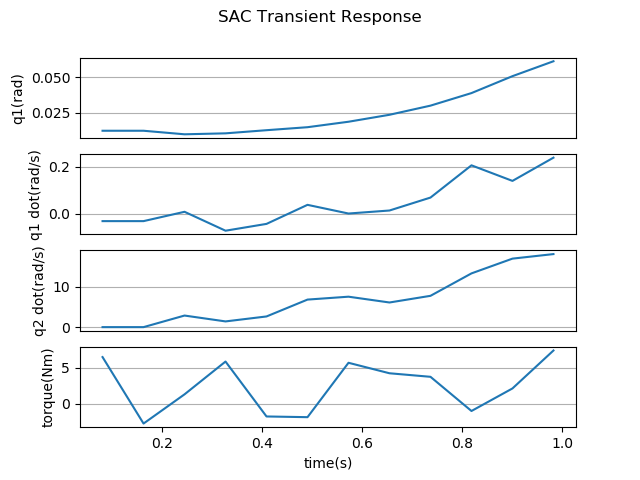 SAC Transient Response
q1(rad)
0.050
0.025
q1 dot(rad/s)
0.2
0.0
q2 dot(rad/s)
10
0
torque(Nm)
5
0
0.2 0.4 0.6 0.8 1.0
time(s)